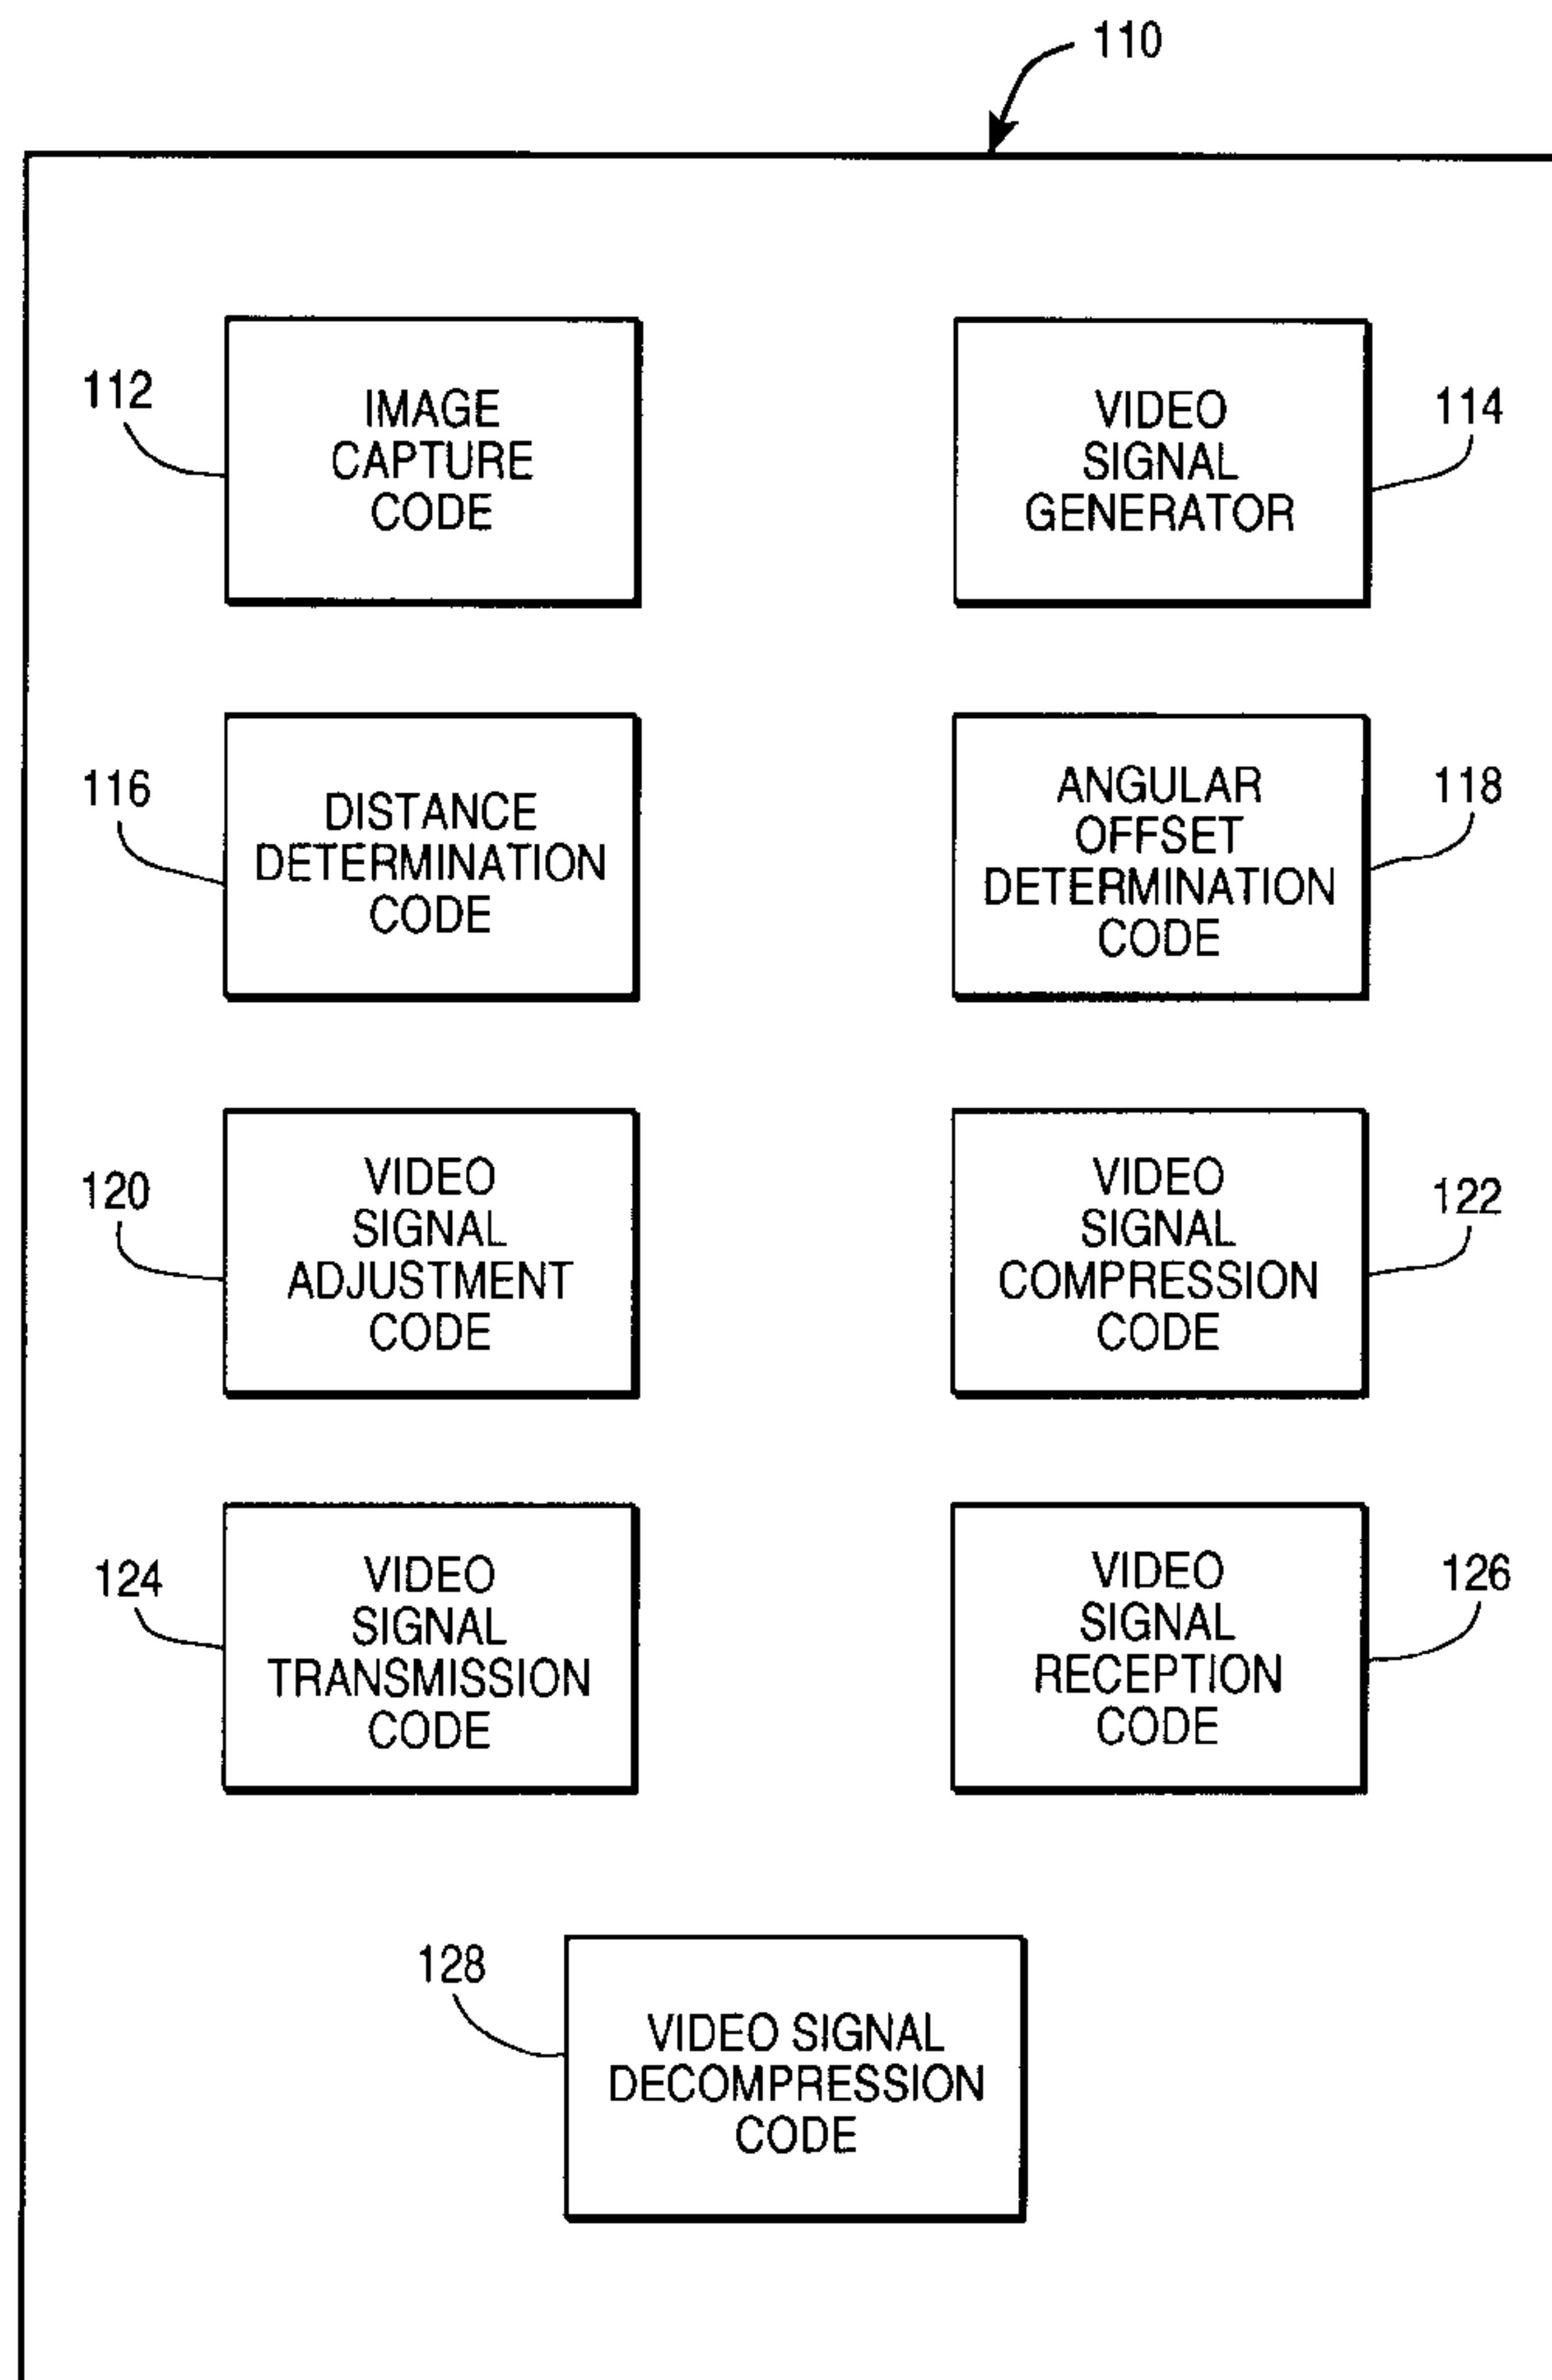 110
112
IMAGE
CAPTURE
CODE
VIDEO
SIGNAL
GENERATOR
114
116
DISTANCE
DETERMINATION
CODE
ANGULAR
OFFSET
DETERMINATION
CODE
118
120
VIDEO
SIGNAL
ADJUSTMENT
CODE
VIDEO
SIGNAL
COMPRESSION
CODE
122
124
VIDEO
SIGNAL
TRANSMISSION
CODE
VIDEO
SIGNAL
RECEPTION
CODE
126
128
VIDEO SIGNAL
DECOMPRESSION
CODE